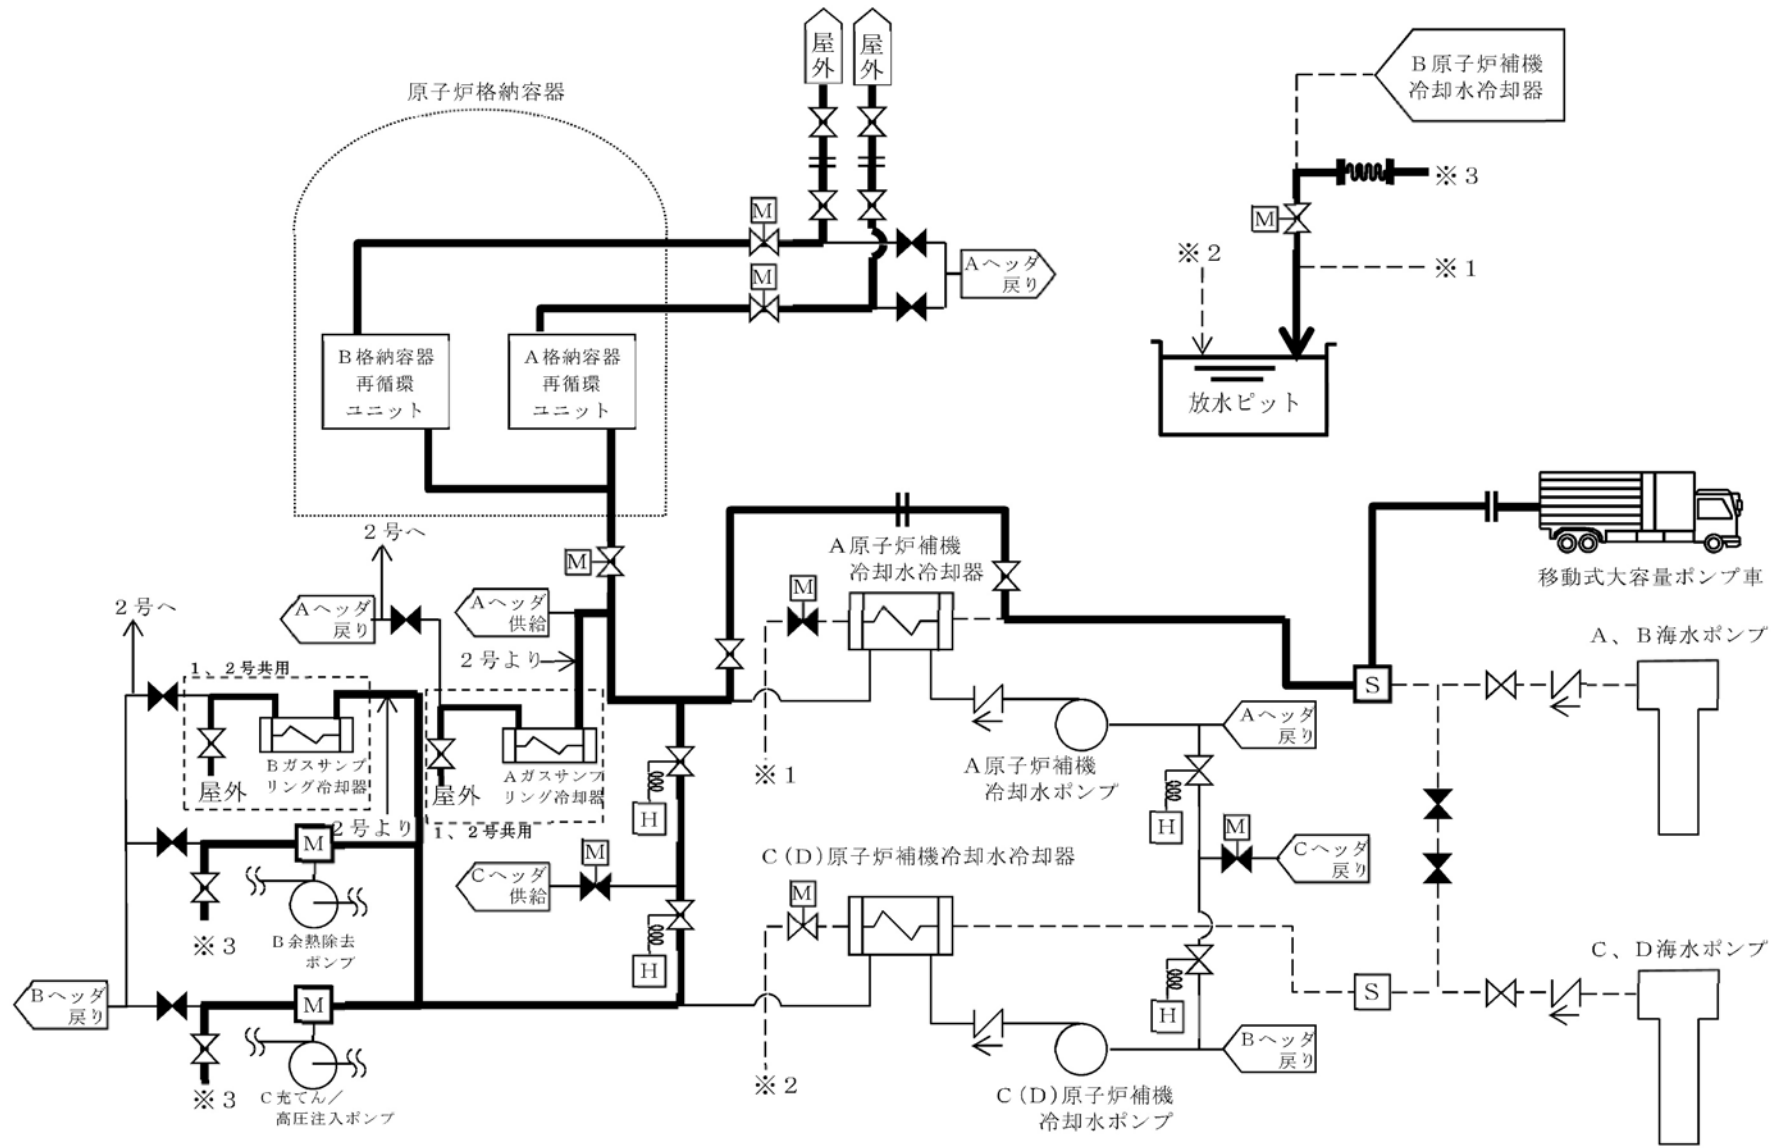 屋
外
屋
外
原子炉格納容器
B原子炉補機
冷却水冷却器
※3
M
M
※2
Aヘッダ
戻り
※1
M
B格納容器
再循環
ユニット
A格納容器
再循環
ユニット
放水ピット
2号へ
A原子炉補機
冷却水冷却器
M
M
移動式大容量ポンプ車
2号へ
Aヘッダ
戻り
Aヘッダ
供給
2号より
A、B海水ポンプ
1、2号共用
S
Aヘッダ
戻り
Bガスサンプ
リング冷却器
屋外
Aガスサンプ
リング冷却器
屋外
※1
A原子炉補機
冷却水ポンプ
2号より
1、2号共用
H
H
M
M
M
C(D)原子炉補機冷却水冷却器
Cヘッダ
戻り
Cヘッダ
供給
M
B余熱除去
ポンプ
※3
C、D海水ポンプ
H
Bヘッダ
戻り
M
S
H
Bヘッダ
戻り
※2
※3
C充てん/
高圧注入ポンプ
C(D)原子炉補機
冷却水ポンプ